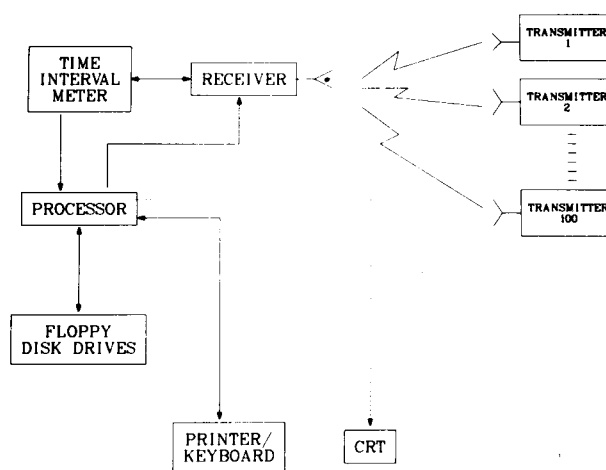 TIME
INTERVAL
METER
RECEIVER
TRANSMITTER
1
TRANSMITTER
2
TRANSMITTER
100
PROCESSOR
FLOPPY
DISK DRIVES
PRINTER/
KEYBOARD
CRT